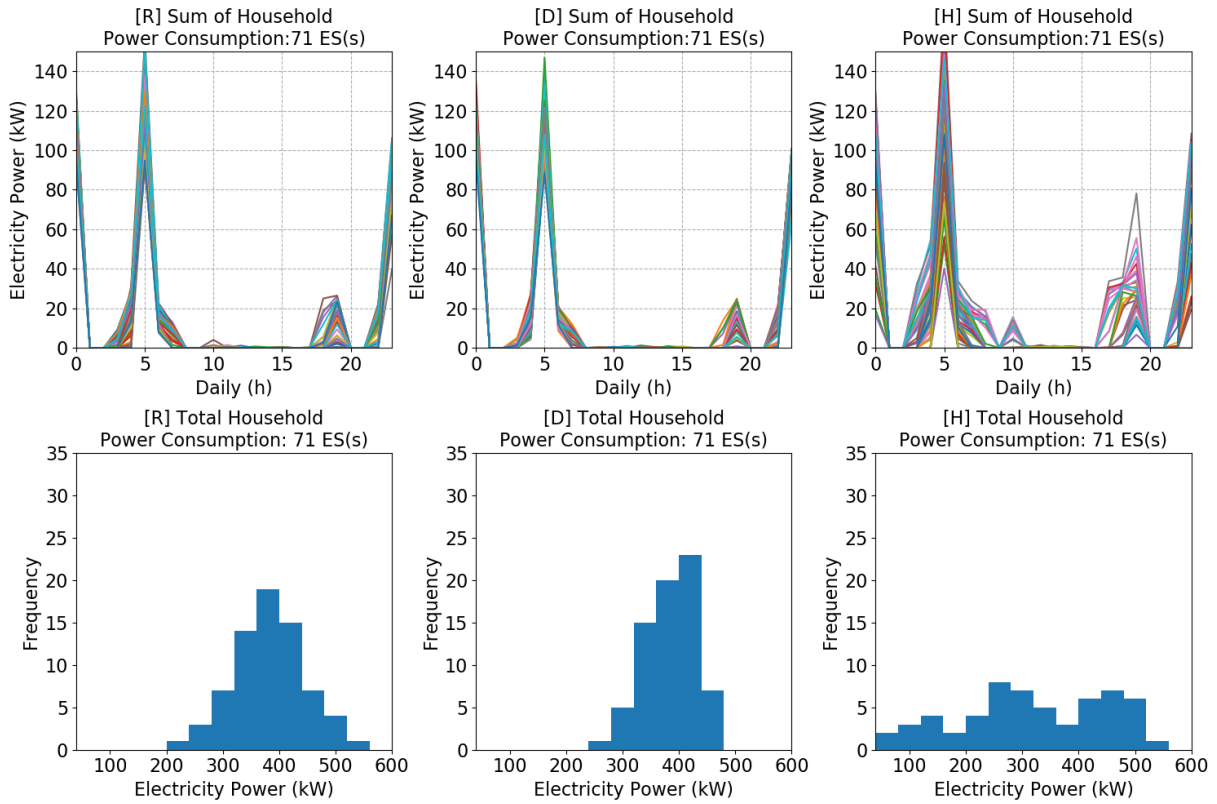 [R] Sum of Household
Power Consumption:71 ES(s)
[D] Sum of Household
Power Consumption:71 ES(s)
[H] Sum of Household
Power Consumption:71 ES(s)
Electricity Power (kW)
140
120
100
80
60
40
20
0
0 5 10 15 20
Daily (h)
Electricity Power (kW)
140
120
100
80
60
40
20
0
0 5 10 15 20
Daily (h)
Electricity Power (kW)
140
120
100
80
60
40
20
0
0 5 10 15 20
Daily (h)
[R] Total Household
Power Consumption: 71 ES(s)
[D] Total Household
Power Consumption: 71 ES(s)
[H] Total Household
Power Consumption: 71 ES(s)
Frequency
35
30
25
20
15
10
5
0
100 200 300 400 500 600
Electricity Power (kW)
Frequency
35
30
25
20
15
10
5
0
100 200 300 400 500 600
Electricity Power (kW)
Frequency
35
30
25
20
15
10
5
0
100 200 300 400 500 600
Electricity Power (kW)